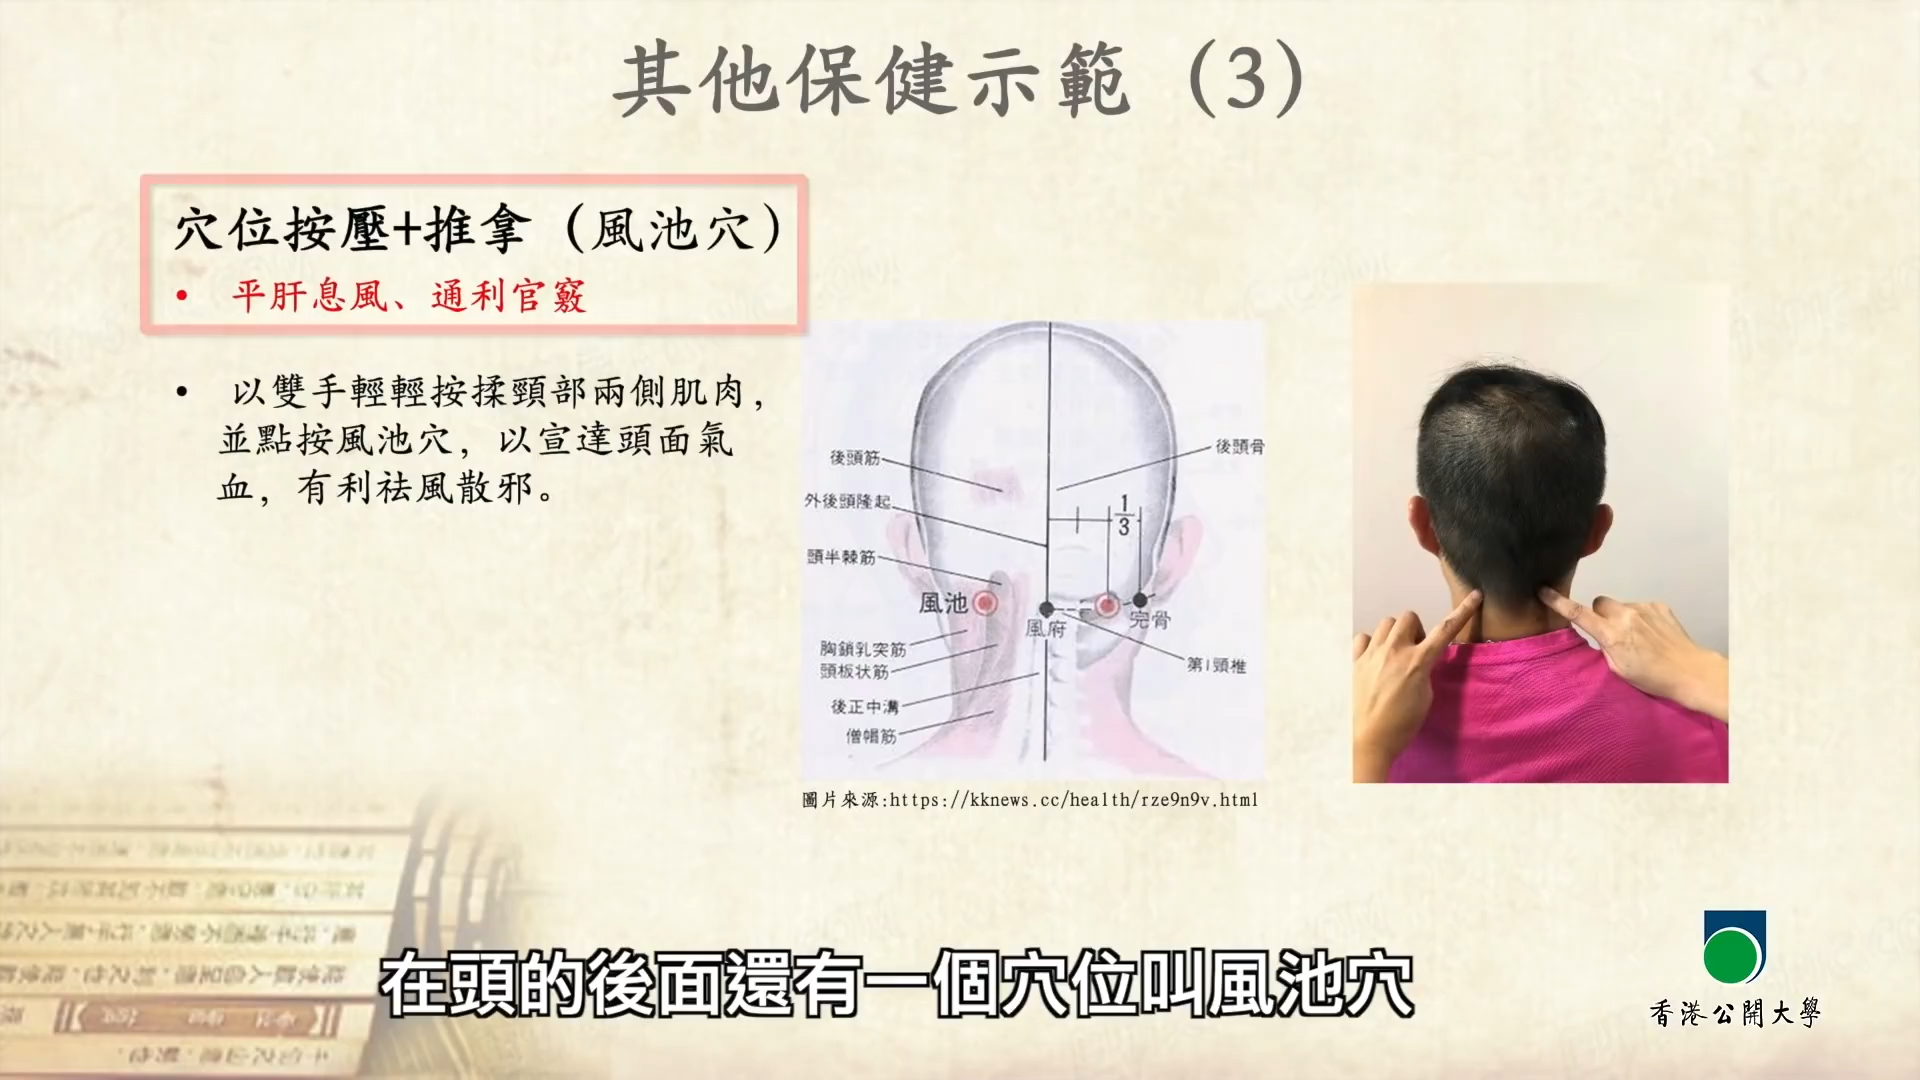 其他保健示範（3）
穴位按壓+推拿（風池穴）
• 平肝息風、通利官竅
• 以雙手輕輕按揉頸部兩側肌肉，
並點按風池穴，以宣達頭面氣
血，有利祛風散邪。
後頭筋
外後頭隆起
頭半棘筋
風池
胸鎖乳突筋
頭板状筋
後正中溝
僧帽筋
後頭骨
1
3
風府
完骨
第1頸椎
圖片來源:https://kknews.cc/health/rze9n9v.html
在頭的後面還有一個穴位叫風池穴
香港公開大學